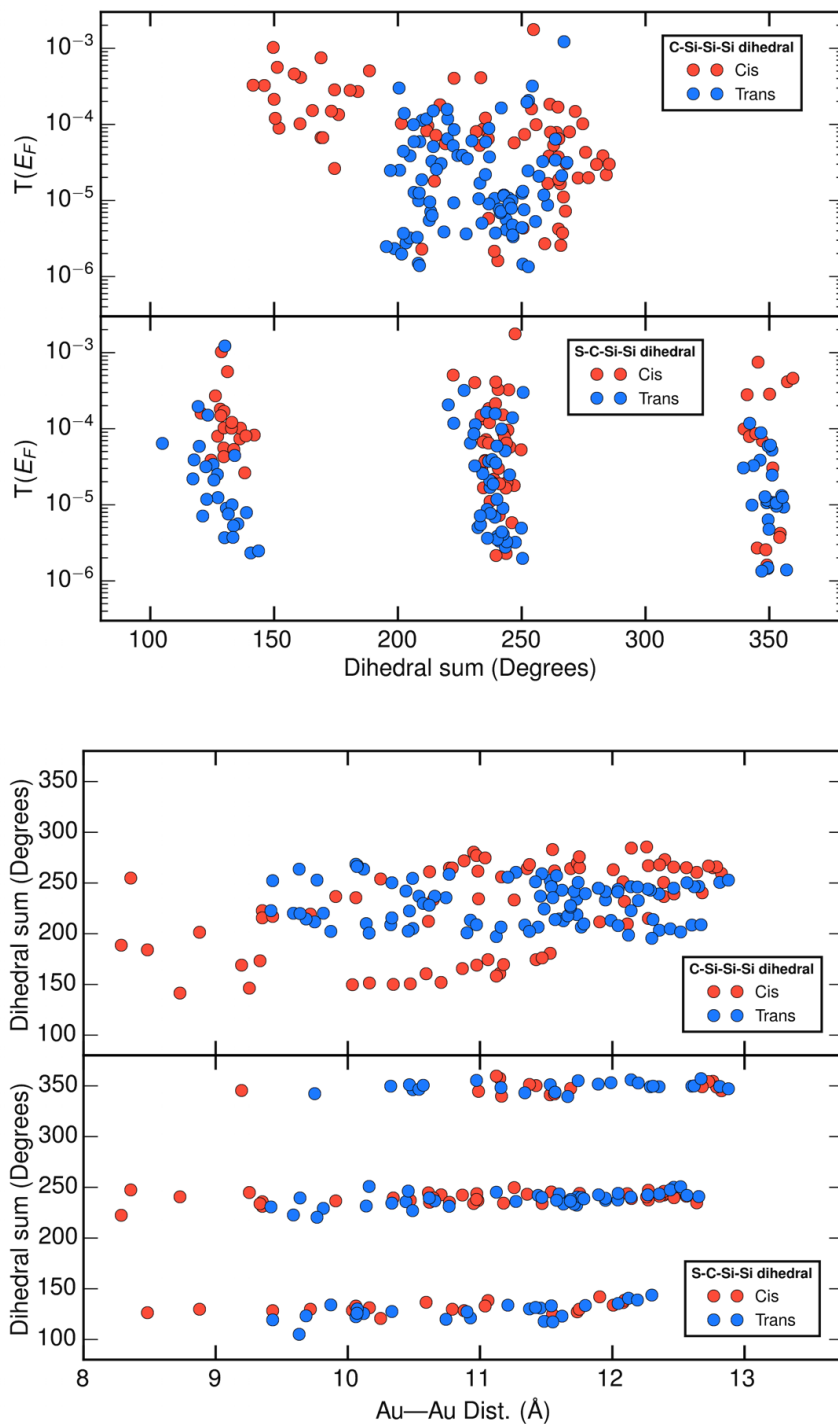 10⁻³
10⁻⁴
10⁻⁵
10⁻⁶
T(E_F)
C-Si-Si-Si dihedral
Cis
Trans
10⁻³
10⁻⁴
10⁻⁵
10⁻⁶
T(E_F)
S-C-Si-Si dihedral
Cis
Trans
100 150 200 250 300 350
Dihedral sum (Degrees)
350
300
250
200
150
100
Dihedral sum (Degrees)
C-Si-Si-Si dihedral
Cis
Trans
350
300
250
200
150
100
Dihedral sum (Degrees)
S-C-Si-Si dihedral
Cis
Trans
8 9 10 11 12 13
Au—Au Dist. (Å)